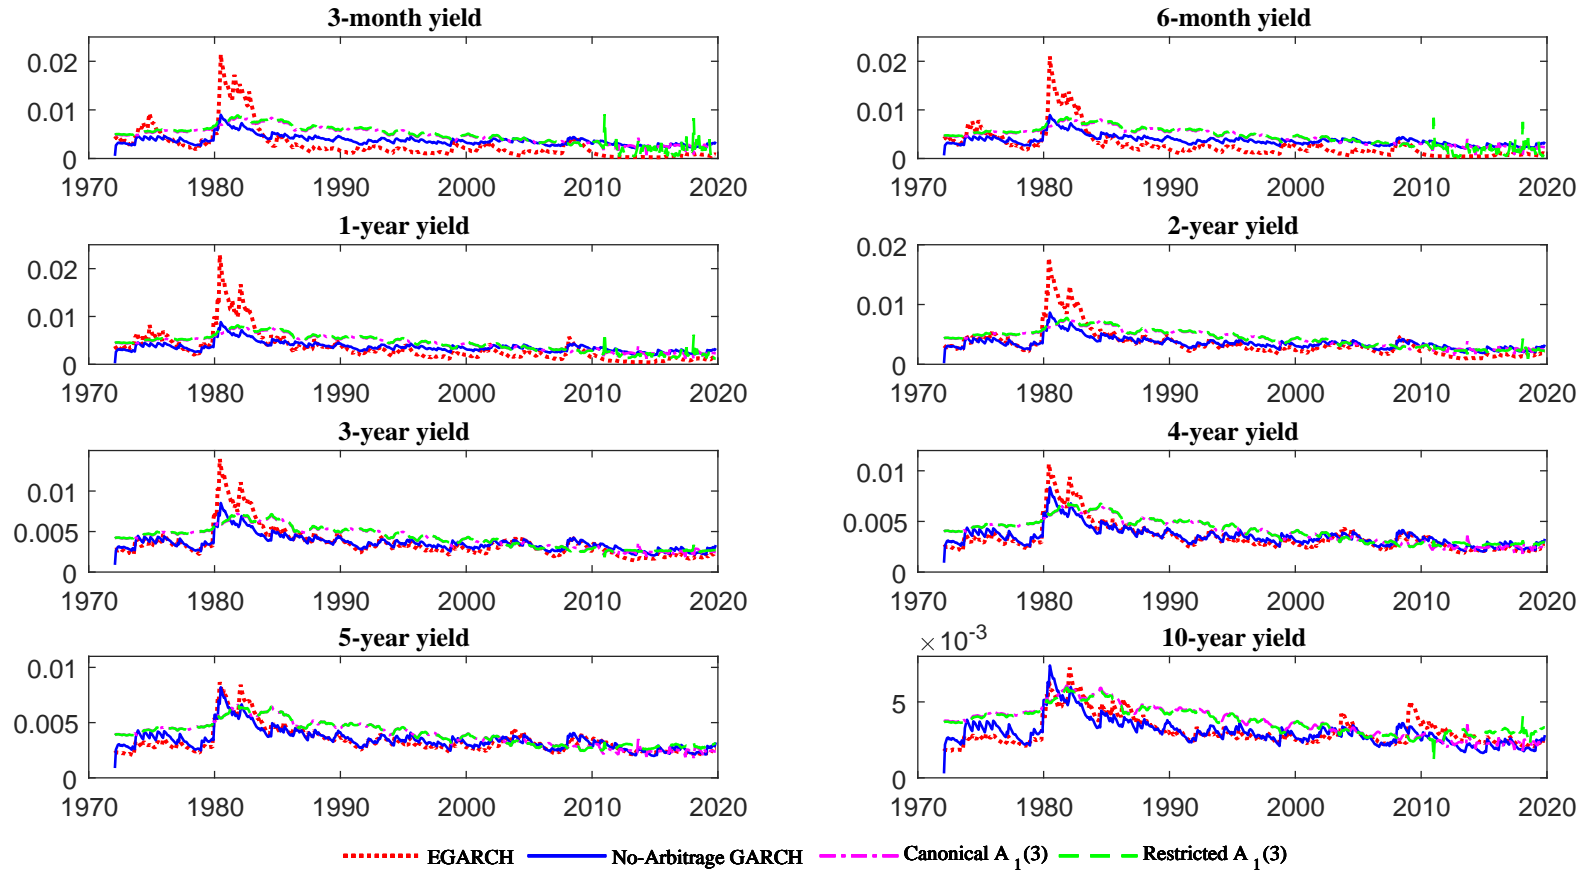 3-month yield
0.02
0.01
0
1970 1980 1990 2000 2010 2020
6-month yield
0.02
0.01
0
1970 1980 1990 2000 2010 2020
1-year yield
0.02
0.01
0
1970 1980 1990 2000 2010 2020
2-year yield
0.02
0.01
0
1970 1980 1990 2000 2010 2020
3-year yield
0.01
0.005
0
1970 1980 1990 2000 2010 2020
4-year yield
0.01
0.005
0
1970 1980 1990 2000 2010 2020
5-year yield
0.01
0.005
0
1970 1980 1990 2000 2010 2020
×10⁻³
10-year yield
5
0
1970 1980 1990 2000 2010 2020
EGARCH No-Arbitrage GARCH Canonical A₁(3) Restricted A₁(3)